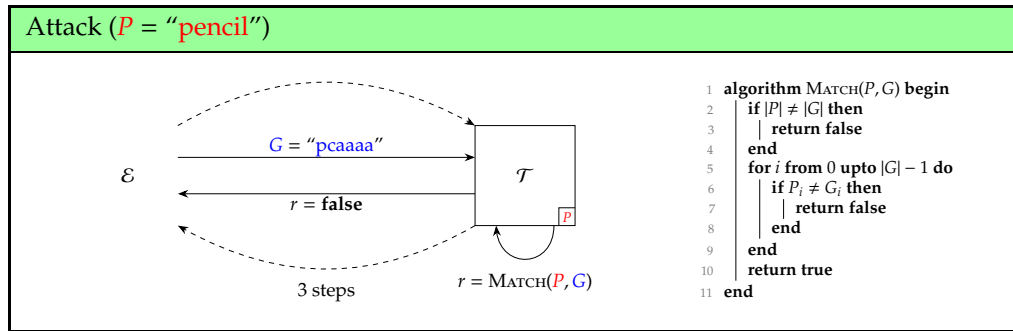 Attack (P = “pencil”)
G = “pcaaaa”
ℰ
𝒯
r = false
P
3 steps
r = MATCH(P, G)
1 algorithm MATCH(P, G) begin
2 if |P| ≠ |G| then
3 return false
4 end
5 for i from 0 upto |G| − 1 do
6 if Pᵢ ≠ Gᵢ then
7 return false
8 end
9 end
10 return true
11 end